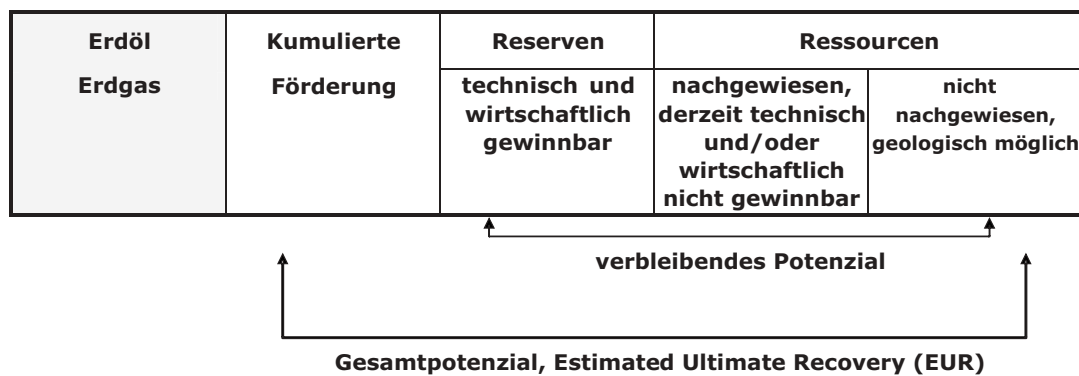 Erdöl
Erdgas
Kumulierte
Förderung
Reserven
technisch und
wirtschaftlich
gewinnbar
Ressourcen
nachgewiesen,
derzeit technisch
und/oder
wirtschaftlich
nicht gewinnbar
nicht
nachgewiesen,
geologisch möglich
verbleibendes Potenzial
Gesamtpotenzial, Estimated Ultimate Recovery (EUR)